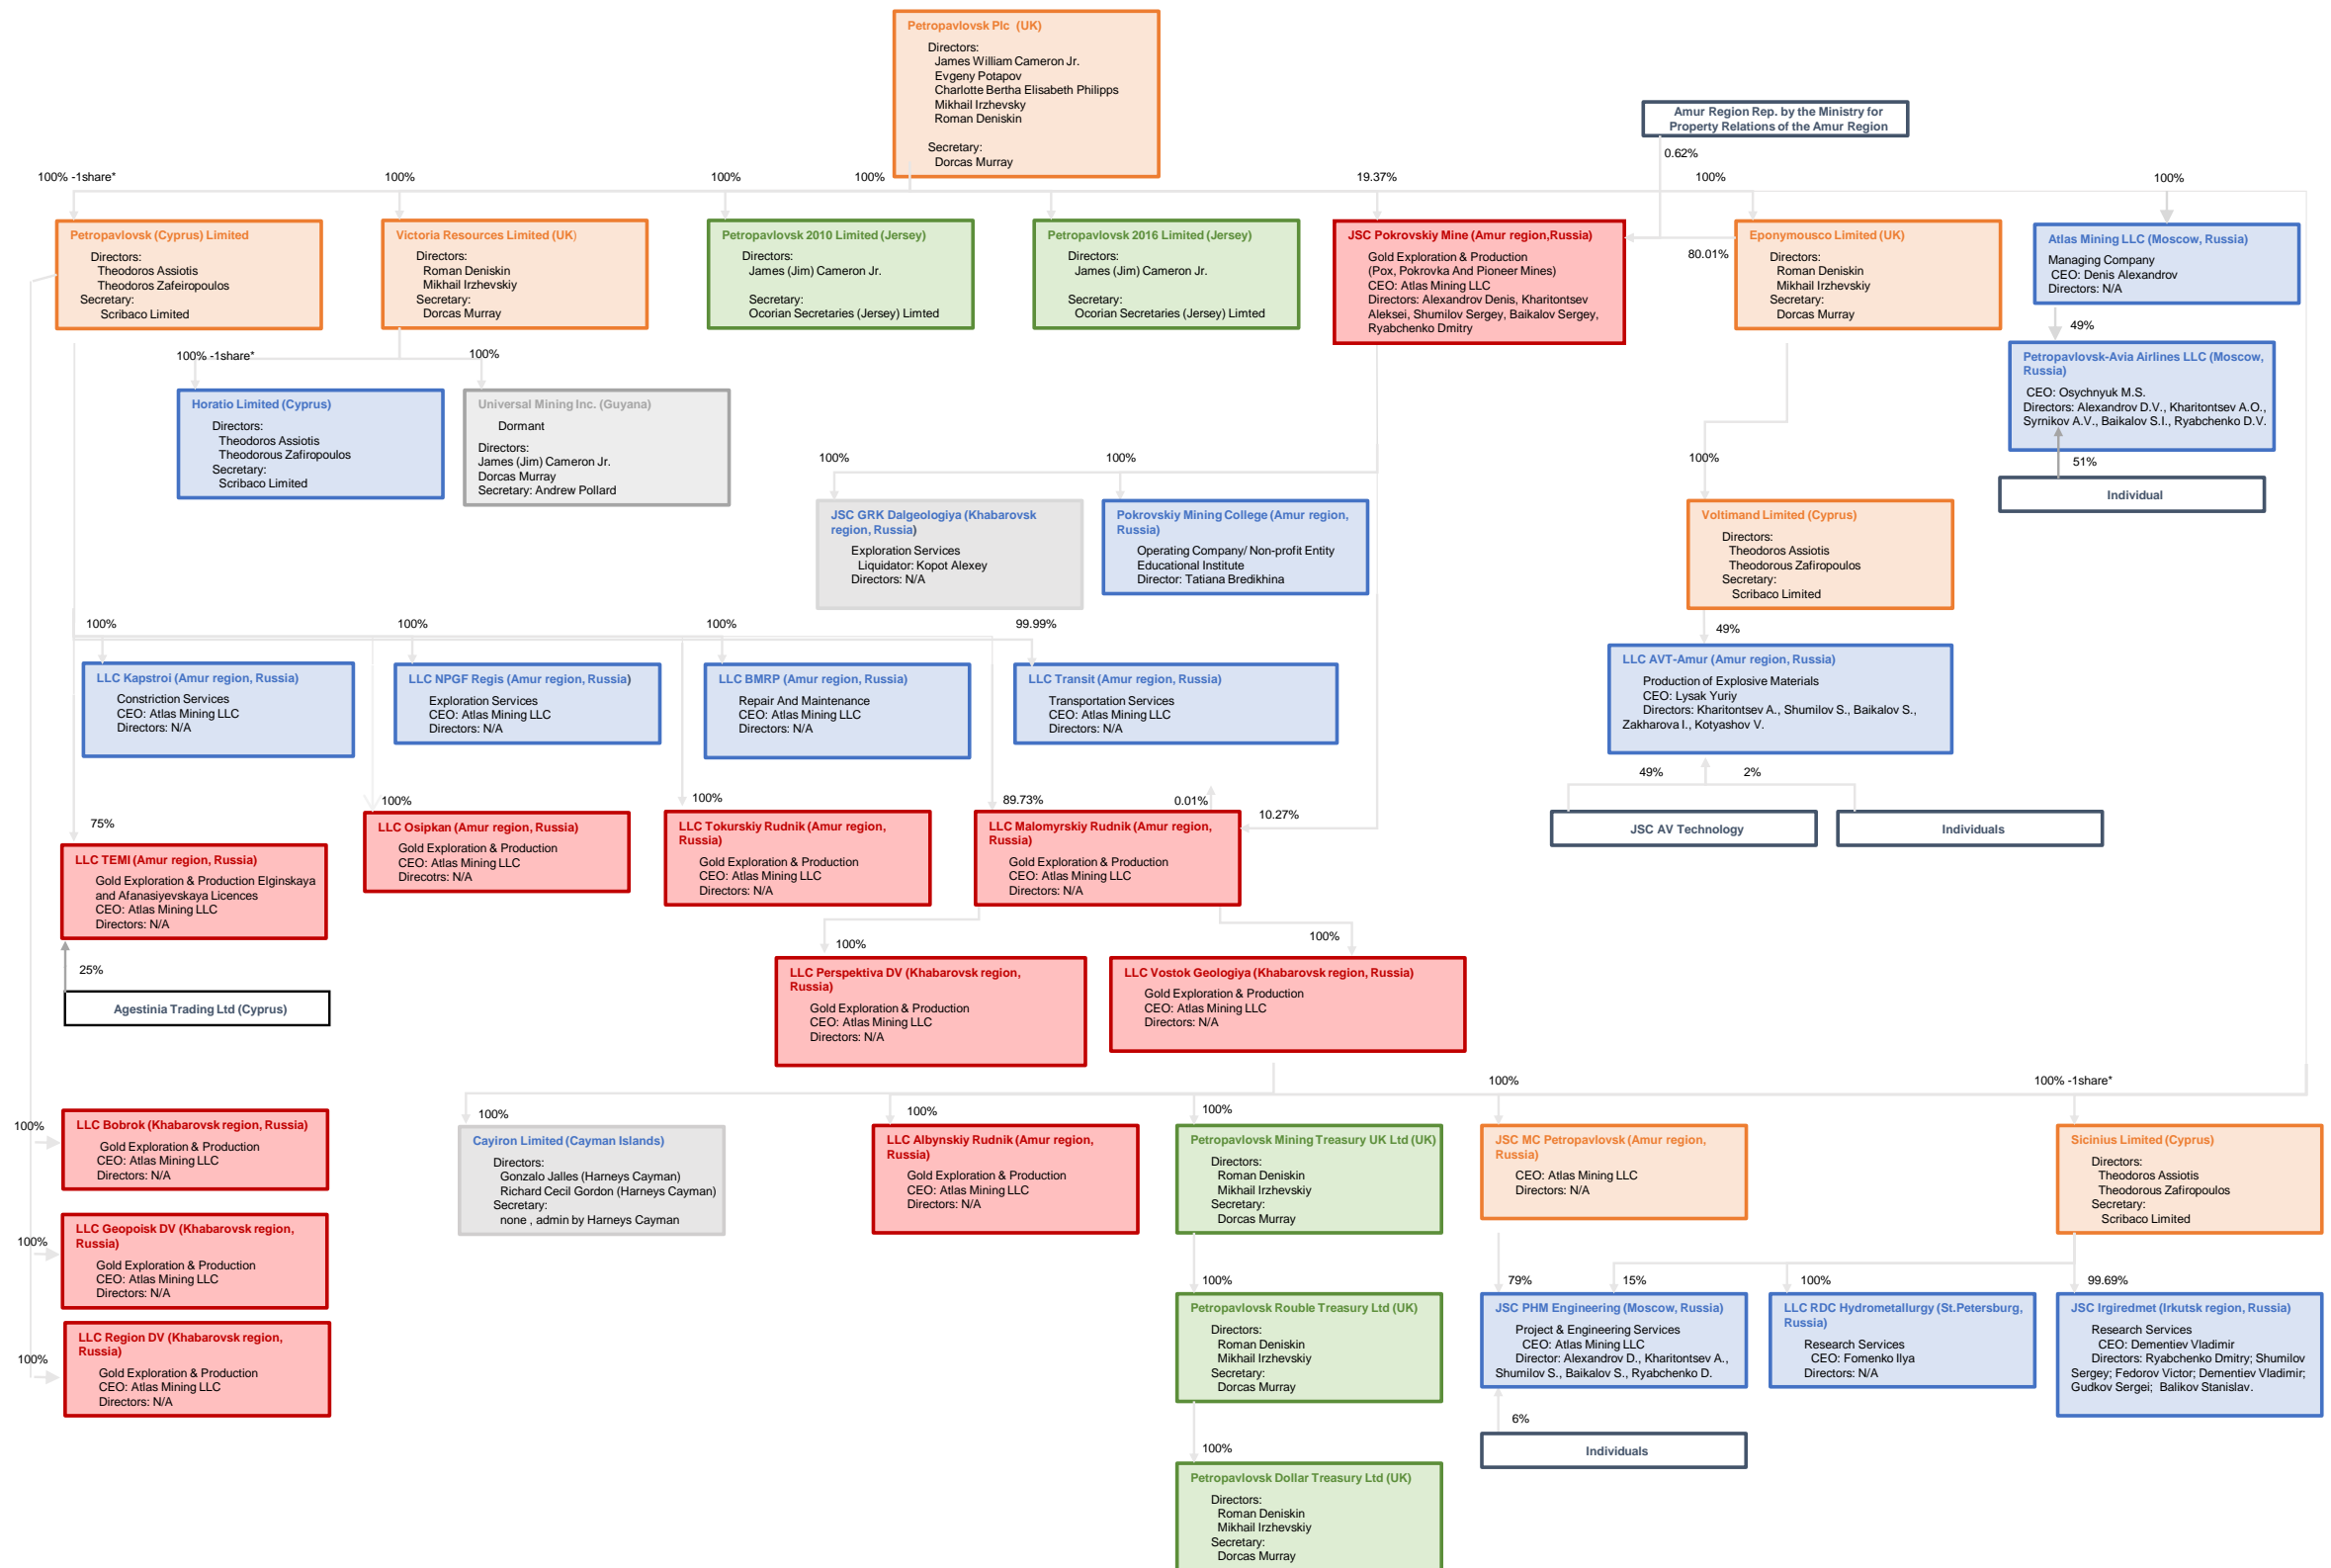 Petropavlovsk Plc (UK)
Directors:
James William Cameron Jr.
Evgeny Potapov
Charlotte Bertha Elisabeth Philipps
Mikhail Irzhevsky
Roman Deniskin
Secretary:
Dorcas Murray
Amur Region Rep. by the Ministry for
Property Relations of the Amur Region
0.62%
100% -1share*
100%
100%
100%
19.37%
100%
100%
Petropavlovsk (Cyprus) Limited
Directors:
Theodoros Assiotis
Theodoros Zafeiropoulos
Secretary:
Scribaco Limited
Victoria Resources Limited (UK)
Directors:
Roman Deniskin
Mikhail Irzhevskiy
Secretary:
Dorcas Murray
Petropavlovsk 2010 Limited (Jersey)
Directors:
James (Jim) Cameron Jr.
Secretary:
Ocorian Secretaries (Jersey) Limted
Petropavlovsk 2016 Limited (Jersey)
Directors:
James (Jim) Cameron Jr.
Secretary:
Ocorian Secretaries (Jersey) Limted
JSC Pokrovskiy Mine (Amur region,Russia)
Gold Exploration & Production
(Pox, Pokrovka And Pioneer Mines)
CEO: Atlas Mining LLC
Directors: Alexandrov Denis, Kharitontsev
Aleksei, Shumilov Sergey, Baikalov Sergey,
Ryabchenko Dmitry
80.01%
Eponymousco Limited (UK)
Directors:
Roman Deniskin
Mikhail Irzhevskiy
Secretary:
Dorcas Murray
Atlas Mining LLC (Moscow, Russia)
Managing Company
CEO: Denis Alexandrov
Directors: N/A
49%
Petropavlovsk-Avia Airlines LLC (Moscow,
Russia)
CEO: Osychnyuk M.S.
Directors: Alexandrov D.V., Kharitontsev A.O.,
Syrnikov A.V., Baikalov S.I., Ryabchenko D.V.
51%
Individual
100% -1share*
100%
Horatio Limited (Cyprus)
Directors:
Theodoros Assiotis
Theodorous Zafiropoulos
Secretary:
Scribaco Limited
Universal Mining Inc. (Guyana)
Dormant
Directors:
James (Jim) Cameron Jr.
Dorcas Murray
Secretary: Andrew Pollard
100%
100%
100%
JSC GRK Dalgeologiya (Khabarovsk
region, Russia)
Exploration Services
Liquidator: Kopot Alexey
Directors: N/A
Pokrovskiy Mining College (Amur region,
Russia)
Operating Company/ Non-profit Entity
Educational Institute
Director: Tatiana Bredikhina
Voltimand Limited (Cyprus)
Directors:
Theodoros Assiotis
Theodorous Zafiropoulos
Secretary:
Scribaco Limited
100%
100%
100%
99.99%
49%
LLC Kapstroi (Amur region, Russia)
Constriction Services
CEO: Atlas Mining LLC
Directors: N/A
LLC NPGF Regis (Amur region, Russia)
Exploration Services
CEO: Atlas Mining LLC
Directors: N/A
LLC BMRP (Amur region, Russia)
Repair And Maintenance
CEO: Atlas Mining LLC
Directors: N/A
LLC Transit (Amur region, Russia)
Transportation Services
CEO: Atlas Mining LLC
Directors: N/A
LLC AVT-Amur (Amur region, Russia)
Production of Explosive Materials
CEO: Lysak Yuriy
Directors: Kharitontsev A., Shumilov S., Baikalov S.,
Zakharova I., Kotyashov V.
49%
2%
JSC AV Technology
Individuals
75%
100%
100%
89.73%
0.01%
10.27%
LLC TEMI (Amur region, Russia)
Gold Exploration & Production Elginskaya
and Afanasiyevskaya Licences
CEO: Atlas Mining LLC
Directors: N/A
LLC Osipkan (Amur region, Russia)
Gold Exploration & Production
CEO: Atlas Mining LLC
Direcotrs: N/A
LLC Tokurskiy Rudnik (Amur region,
Russia)
Gold Exploration & Production
CEO: Atlas Mining LLC
Directors: N/A
LLC Malomyrskiy Rudnik (Amur region,
Russia)
Gold Exploration & Production
CEO: Atlas Mining LLC
Directors: N/A
25%
Agestinia Trading Ltd (Cyprus)
100%
100%
LLC Perspektiva DV (Khabarovsk region,
Russia)
Gold Exploration & Production
CEO: Atlas Mining LLC
Directors: N/A
LLC Vostok Geologiya (Khabarovsk region, Russia)
Gold Exploration & Production
CEO: Atlas Mining LLC
Directors: N/A
100%
100% -1share*
100%
100%
100%
100%
LLC Bobrok (Khabarovsk region, Russia)
Gold Exploration & Production
CEO: Atlas Mining LLC
Directors: N/A
Cayiron Limited (Cayman Islands)
Directors:
Gonzalo Jalles (Harneys Cayman)
Richard Cecil Gordon (Harneys Cayman)
Secretary:
none , admin by Harneys Cayman
LLC Albynskiy Rudnik (Amur region,
Russia)
Gold Exploration & Production
CEO: Atlas Mining LLC
Directors: N/A
Petropavlovsk Mining Treasury UK Ltd (UK)
Directors:
Roman Deniskin
Mikhail Irzhevskiy
Secretary:
Dorcas Murray
JSC MC Petropavlovsk (Amur region,
Russia)
CEO: Atlas Mining LLC
Directors: N/A
Sicinius Limited (Cyprus)
Directors:
Theodoros Assiotis
Theodorous Zafiropoulos
Secretary:
Scribaco Limited
100%
LLC Geopoisk DV (Khabarovsk region,
Russia)
Gold Exploration & Production
CEO: Atlas Mining LLC
Directors: N/A
100%
79%
15%
100%
99.69%
Petropavlovsk Rouble Treasury Ltd (UK)
Directors:
Roman Deniskin
Mikhail Irzhevskiy
Secretary:
Dorcas Murray
JSC PHM Engineering (Moscow, Russia)
Project & Engineering Services
CEO: Atlas Mining LLC
Director: Alexandrov D., Kharitontsev A.,
Shumilov S., Baikalov S., Ryabchenko D.
LLC RDC Hydrometallurgy (St.Petersburg,
Russia)
Research Services
CEO: Fomenko Ilya
Directors: N/A
JSC Irgiredmet (Irkutsk region, Russia)
Research Services
CEO: Dementiev Vladimir
Directors: Ryabchenko Dmitry; Shumilov
Sergey; Fedorov Victor; Dementiev Vladimir;
Gudkov Sergei; Balikov Stanislav.
100%
LLC Region DV (Khabarovsk region,
Russia)
Gold Exploration & Production
CEO: Atlas Mining LLC
Directors: N/A
6%
Individuals
100%
Petropavlovsk Dollar Treasury Ltd (UK)
Directors:
Roman Deniskin
Mikhail Irzhevskiy
Secretary:
Dorcas Murray